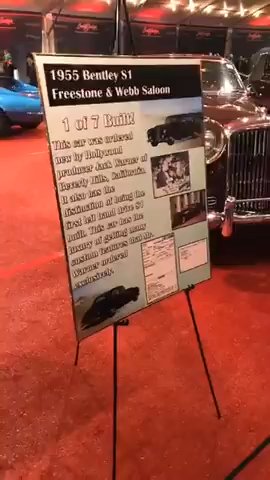 1955 Bentley S1
Freestone & Webb Saloon
1 of 7 Built!
This car was ordered
new by Hollywood
producer Jack Warner of
Beverly Hills, California.
It also has the
distinction of being the
first left hand drive S1
built. This car has the
luxury of getting many
custom features that Mr.
Warner ordered
exclusively.